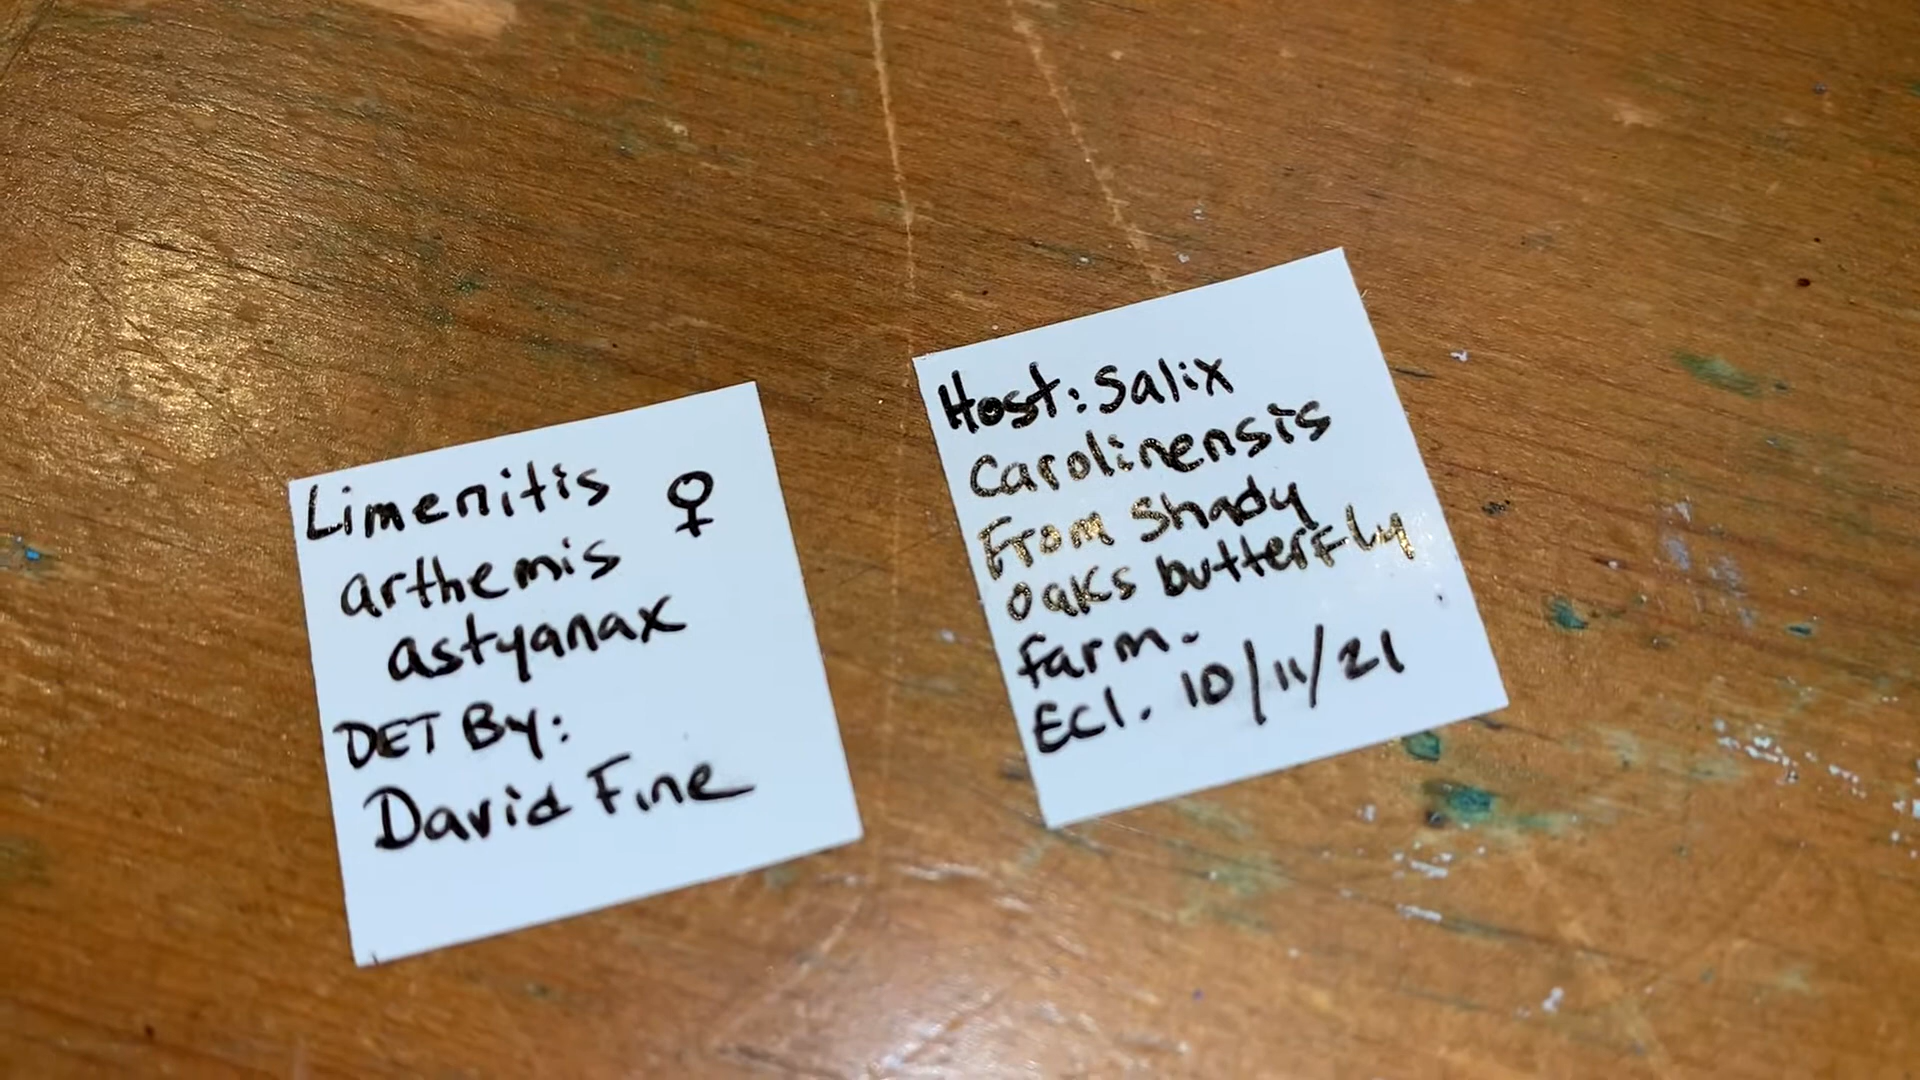 Limenitis ♀
arthemis
astyanax
DET By:
David Fine
Host: Salix
Carolinensis
From Shady
oaks butterfly
farm.
Ecl. 10/11/21